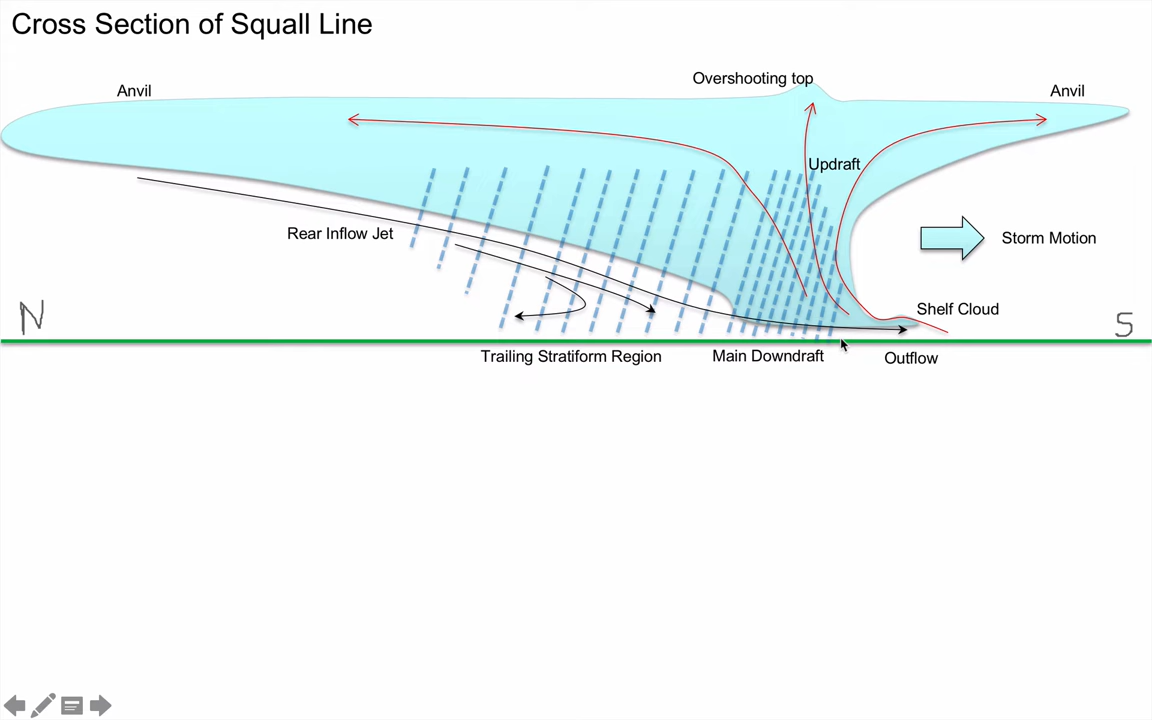 Cross Section of Squall Line
Overshooting top
Anvil
Anvil
Updraft
Rear Inflow Jet
Storm Motion
N
Shelf Cloud
S
Trailing Stratiform Region
Main Downdraft
Outflow